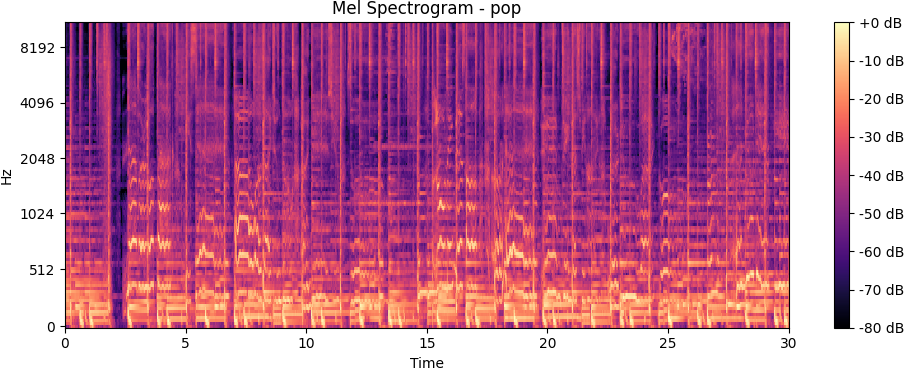 Mel Spectrogram - pop
Hz
8192
4096
2048
1024
512
0
0 5 10 15 20 25 30
Time
+0 dB
-10 dB
-20 dB
-30 dB
-40 dB
-50 dB
-60 dB
-70 dB
-80 dB